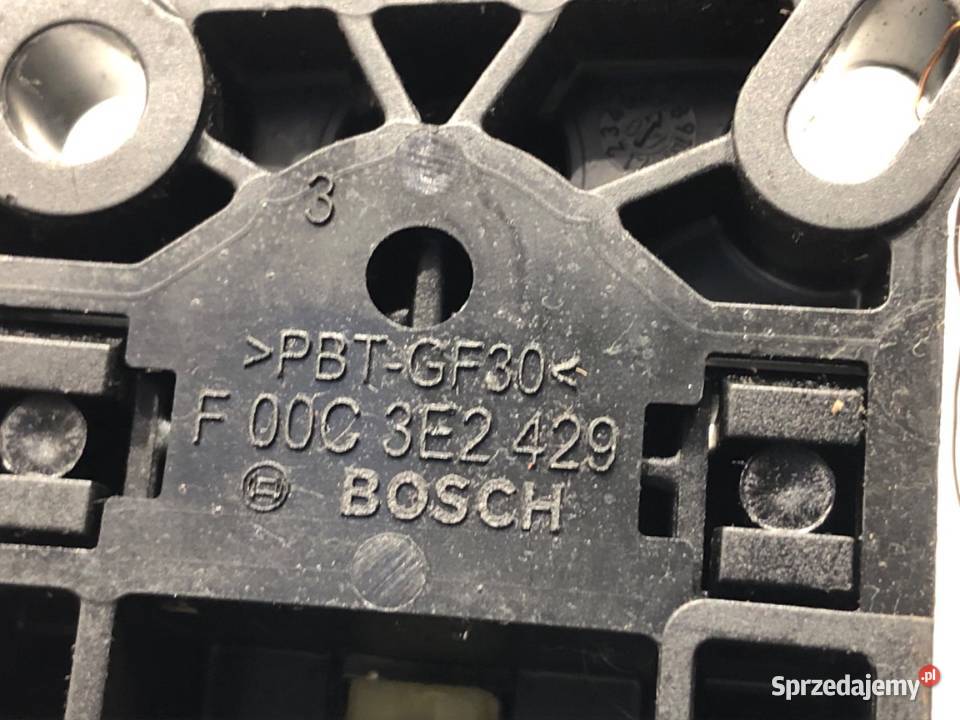 3
>PBT-GF30<
F 00C 3E2 429
BOSCH
Sprzedajemy.pl